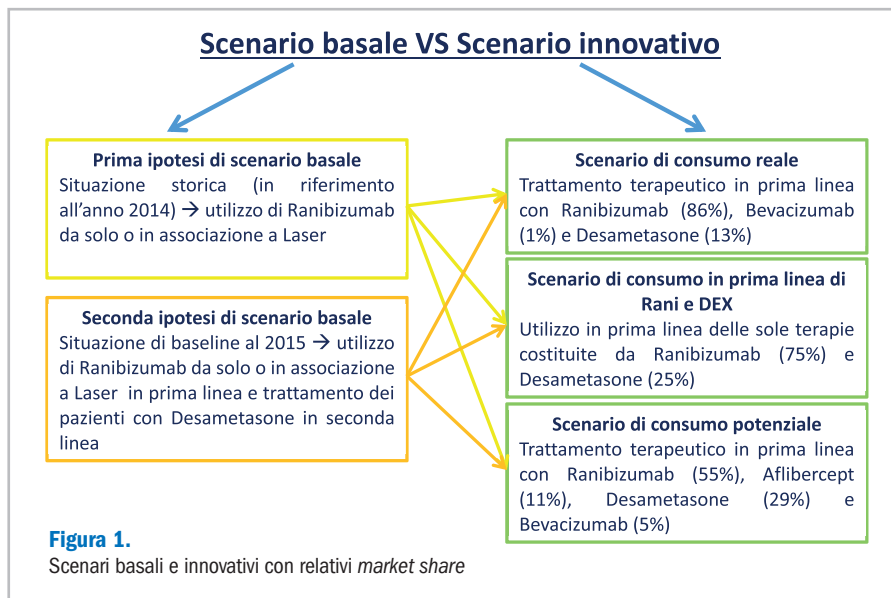 Scenario basale VS Scenario innovativo
Prima ipotesi di scenario basale
Situazione storica (in riferimento
all'anno 2014) → utilizzo di Ranibizumab
da solo o in associazione a Laser
Seconda ipotesi di scenario basale
Situazione di baseline al 2015 → utilizzo
di Ranibizumab da solo o in associazione
a Laser in prima linea e trattamento dei
pazienti con Desametasone in seconda
linea
Scenario di consumo reale
Trattamento terapeutico in prima linea
con Ranibizumab (86%), Bevacizumab
(1%) e Desametasone (13%)
Scenario di consumo in prima linea di
Rani e DEX
Utilizzo in prima linea delle sole terapie
costituite da Ranibizumab (75%) e
Desametasone (25%)
Scenario di consumo potenziale
Trattamento terapeutico in prima linea
con Ranibizumab (55%), Aflibercept
(11%), Desametasone (29%) e
Bevacizumab (5%)
Figura 1.
Scenari basali e innovativi con relativi market share